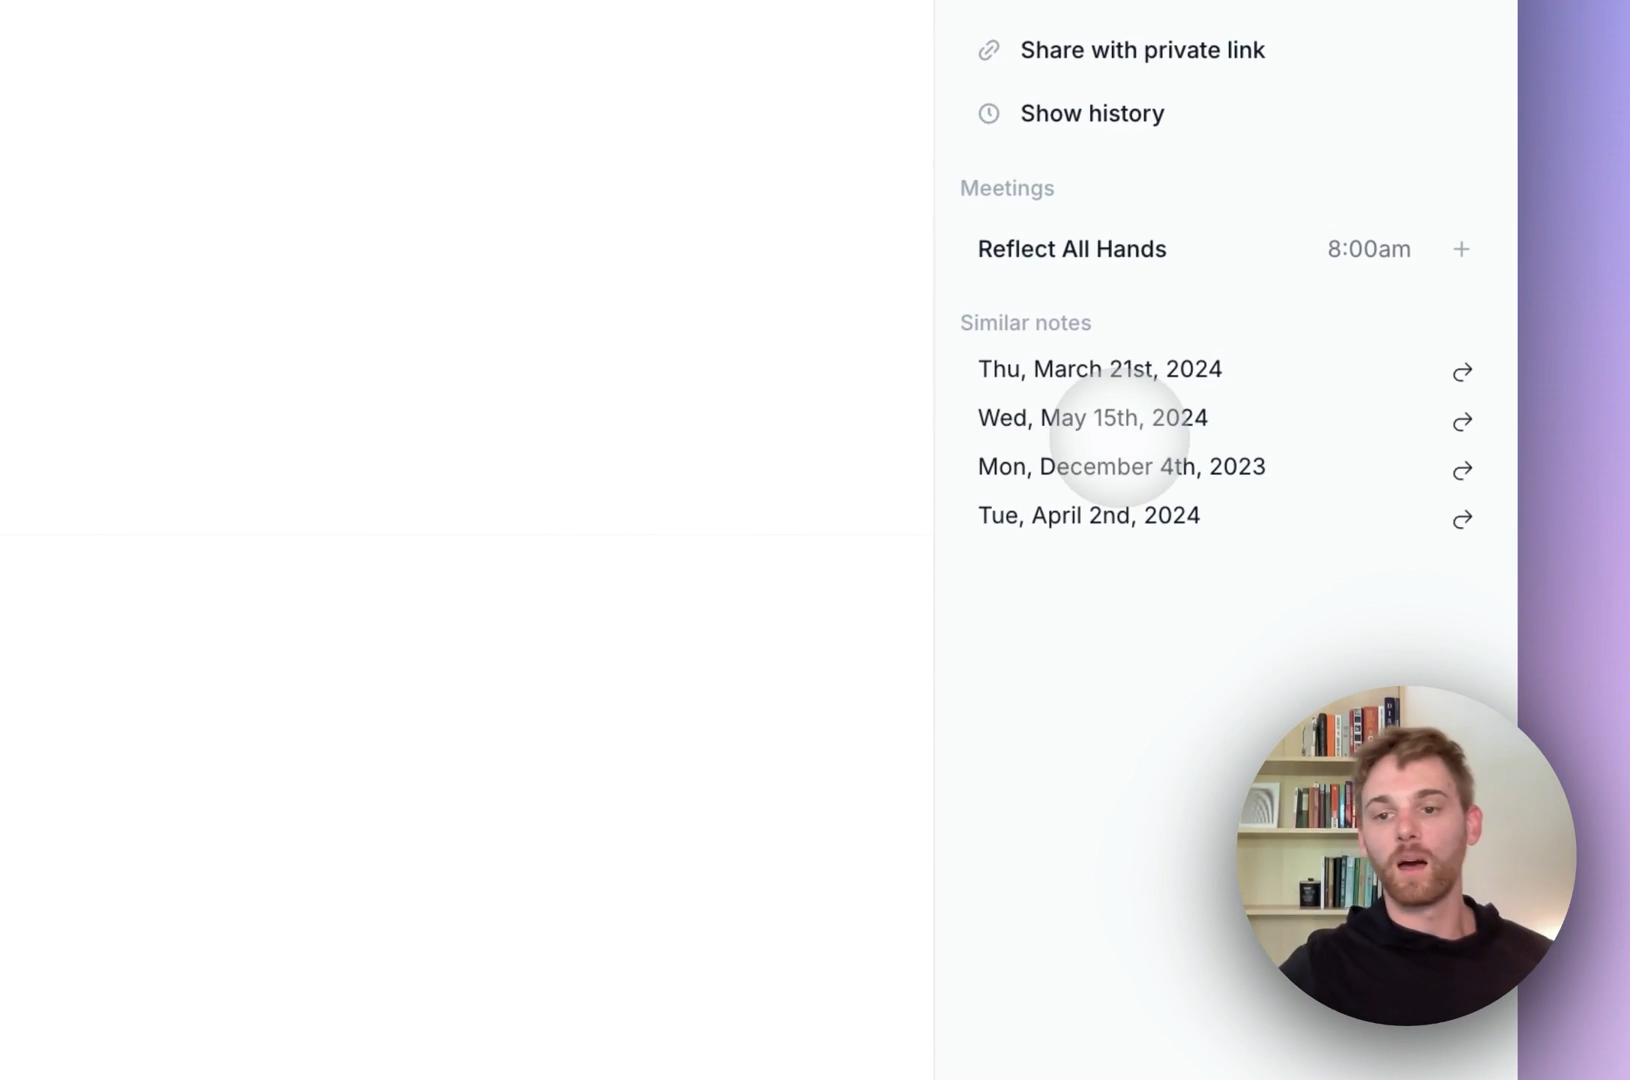 Share with private link
Show history
Meetings
Reflect All Hands 8:00am
Similar notes
Thu, March 21st, 2024
Wed, May 15th, 2024
Mon, December 4th, 2023
Tue, April 2nd, 2024